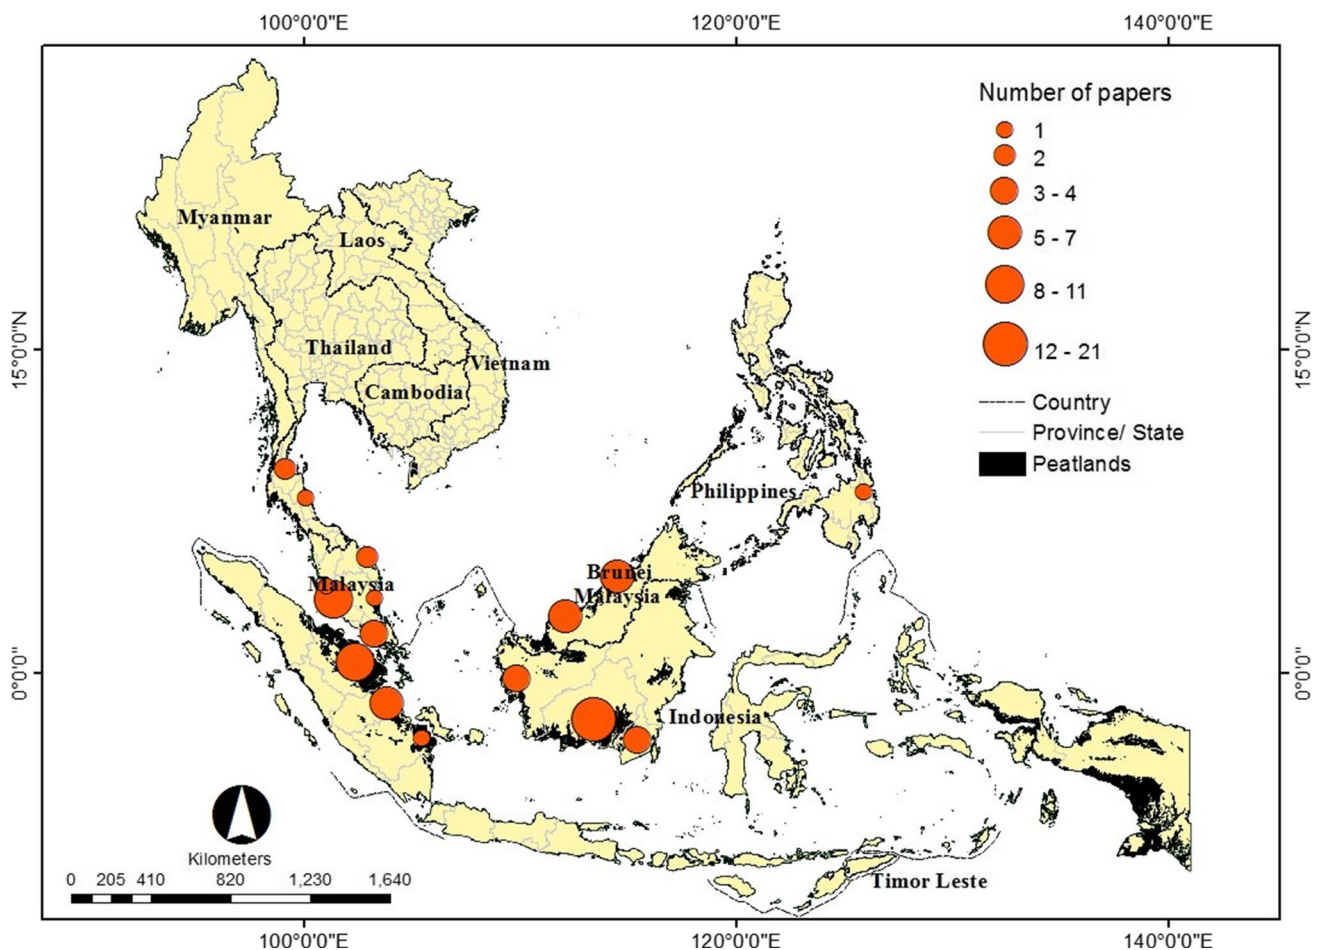 100°0'0"E 120°0'0"E 140°0'0"E
Number of papers
1
2
3 - 4
5 - 7
8 - 11
12 - 21
Country
Province/ State
Peatlands
Myanmar
Laos
15°0'0"N
15°0'0"N
Thailand
Vietnam
Cambodia
Philippines
Malaysia
Brunei
Malaysia
0°0'0"
0°0'0"
Indonesia
Kilometers
0 205 410 820 1,230 1,640
Timor Leste
100°0'0"E 120°0'0"E 140°0'0"E